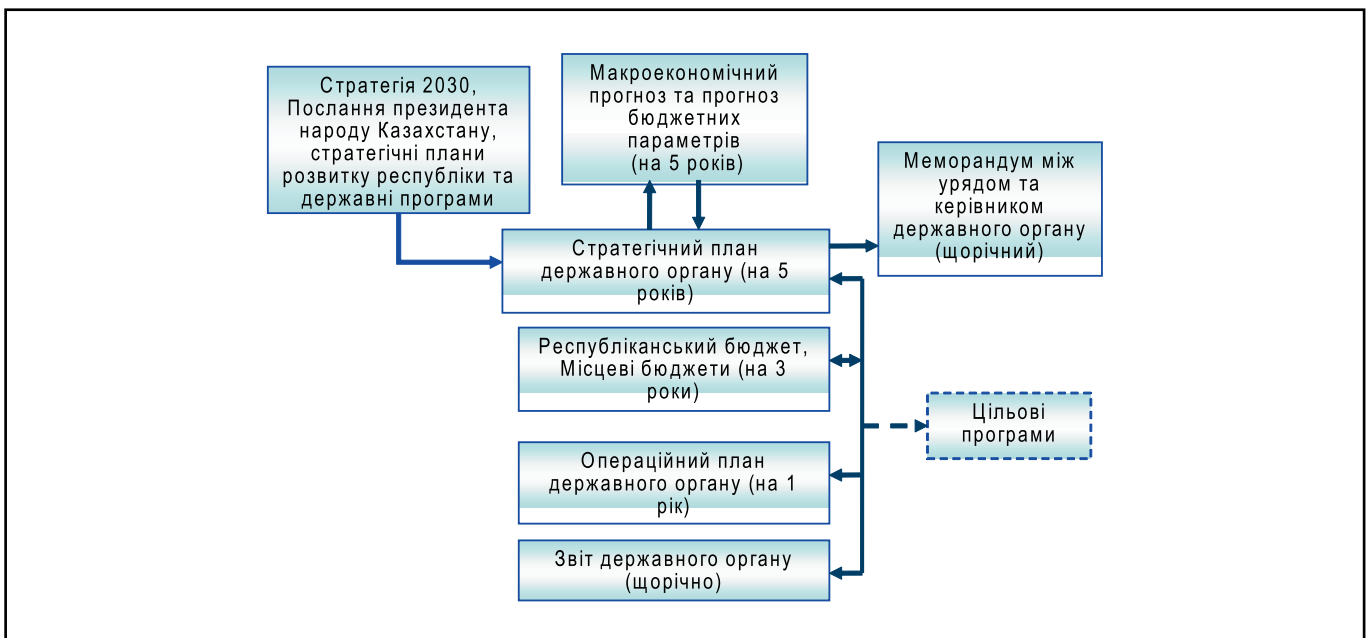 Стратегія 2030,
Послання президента
народу Казахстану,
стратегічні плани
розвитку республіки та
державні програми
Макроекономічний
прогноз та прогноз
бюджетних
параметрів
(на 5 років)
Меморандум між
урядом та
керівником
державного органу
(щорічний)
Стратегічний план
державного органу (на 5
років)
Республіканський бюджет,
Місцеві бюджети (на 3
роки)
Цільові
програми
Операційний план
державного органу (на 1
рік)
Звіт державного органу
(щорічно)